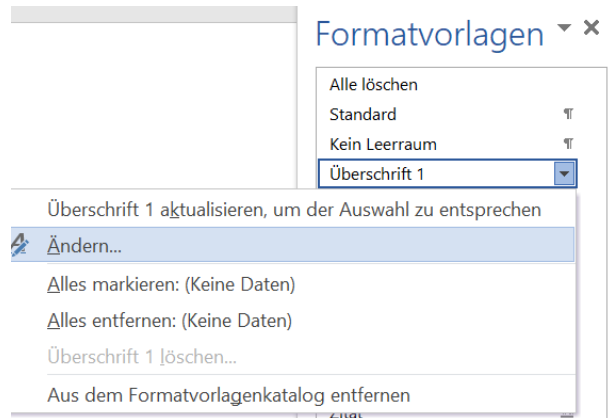 Formatvorlagen
Alle löschen
Standard ¶
Kein Leerraum ¶
Überschrift 1
Überschrift 1 aktualisieren, um der Auswahl zu entsprechen
Ändern...
Alles markieren: (Keine Daten)
Alles entfernen: (Keine Daten)
Überschrift 1 löschen...
Aus dem Formatvorlagenkatalog entfernen
Zitat